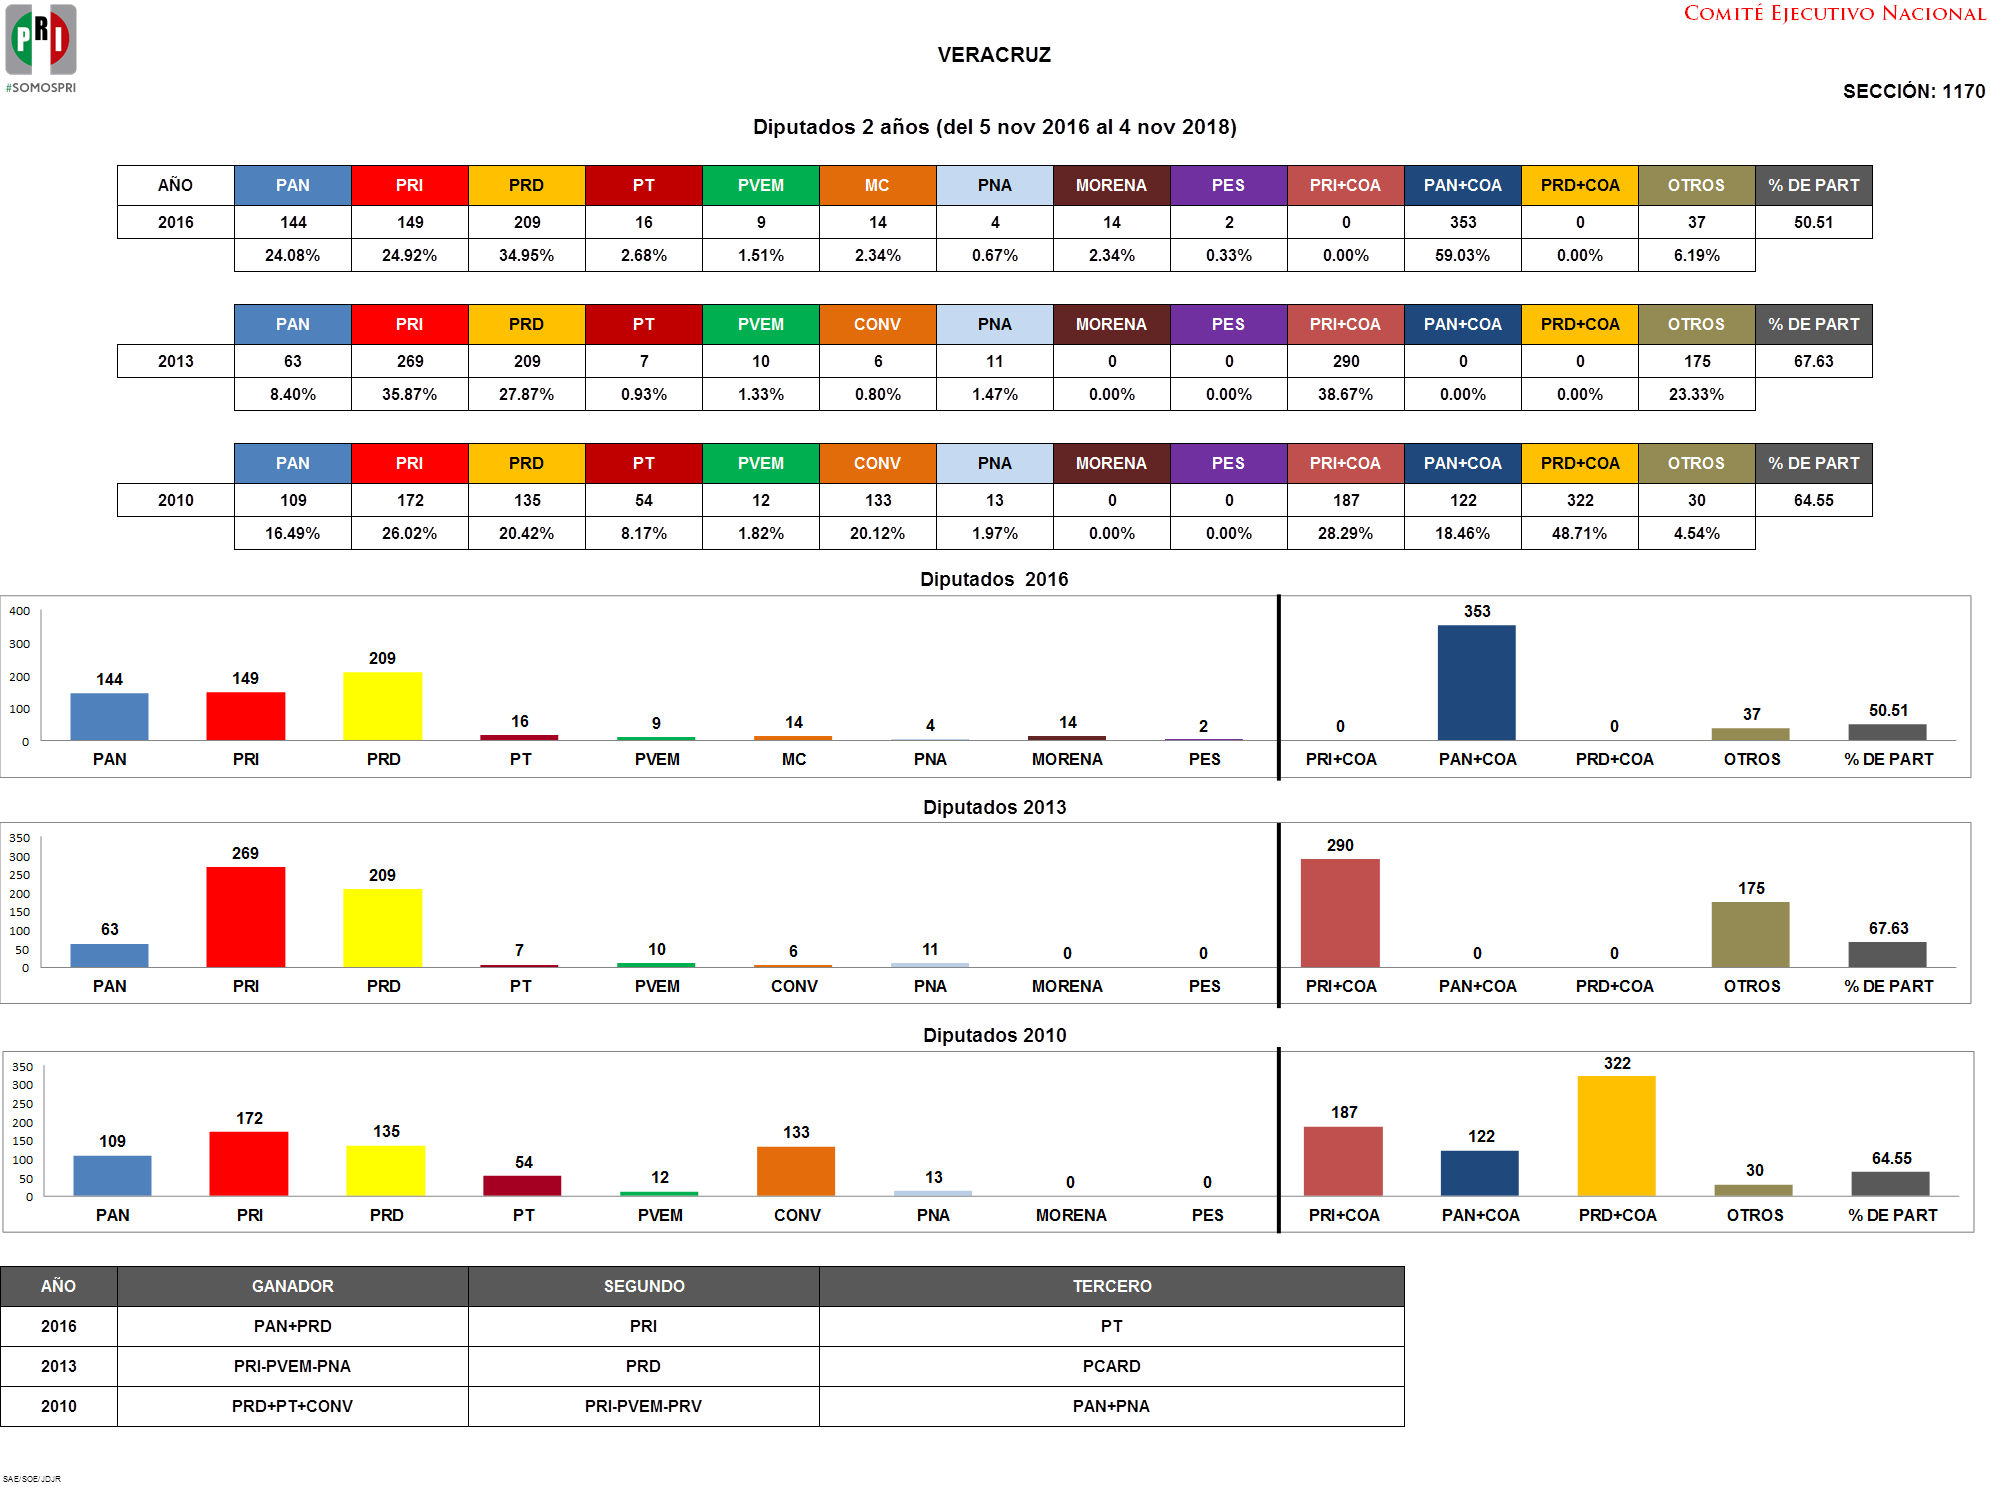 PRI
#SOMOSPRI
COMITÉ EJECUTIVO NACIONAL
VERACRUZ
SECCIÓN: 1170
Diputados 2 años (del 5 nov 2016 al 4 nov 2018)
AÑO PAN PRI PRD PT PVEM MC PNA MORENA PES PRI+COA PAN+COA PRD+COA OTROS % DE PART
2016 144 149 209 16 9 14 4 14 2 0 353 0 37 50.51
24.08% 24.92% 34.95% 2.68% 1.51% 2.34% 0.67% 2.34% 0.33% 0.00% 59.03% 0.00% 6.19%
PAN PRI PRD PT PVEM CONV PNA MORENA PES PRI+COA PAN+COA PRD+COA OTROS % DE PART
2013 63 269 209 7 10 6 11 0 0 290 0 0 175 67.63
8.40% 35.87% 27.87% 0.93% 1.33% 0.80% 1.47% 0.00% 0.00% 38.67% 0.00% 0.00% 23.33%
PAN PRI PRD PT PVEM CONV PNA MORENA PES PRI+COA PAN+COA PRD+COA OTROS % DE PART
2010 109 172 135 54 12 133 13 0 0 187 122 322 30 64.55
16.49% 26.02% 20.42% 8.17% 1.82% 20.12% 1.97% 0.00% 0.00% 28.29% 18.46% 48.71% 4.54%
Diputados 2016
400
300
200
100
0
144 149 209 16 9 14 4 14 2 0 353 0 37 50.51
PAN PRI PRD PT PVEM MC PNA MORENA PES PRI+COA PAN+COA PRD+COA OTROS % DE PART
Diputados 2013
350
300
250
200
150
100
50
0
63 269 209 7 10 6 11 0 0 290 0 0 175 67.63
PAN PRI PRD PT PVEM CONV PNA MORENA PES PRI+COA PAN+COA PRD+COA OTROS % DE PART
Diputados 2010
350
300
250
200
150
100
50
0
109 172 135 54 12 133 13 0 0 187 122 322 30 64.55
PAN PRI PRD PT PVEM CONV PNA MORENA PES PRI+COA PAN+COA PRD+COA OTROS % DE PART
AÑO GANADOR SEGUNDO TERCERO
2016 PAN+PRD PRI PT
2013 PRI-PVEM-PNA PRD PCARD
2010 PRD+PT+CONV PRI-PVEM-PRV PAN+PNA
SAE/SOE/JDJR